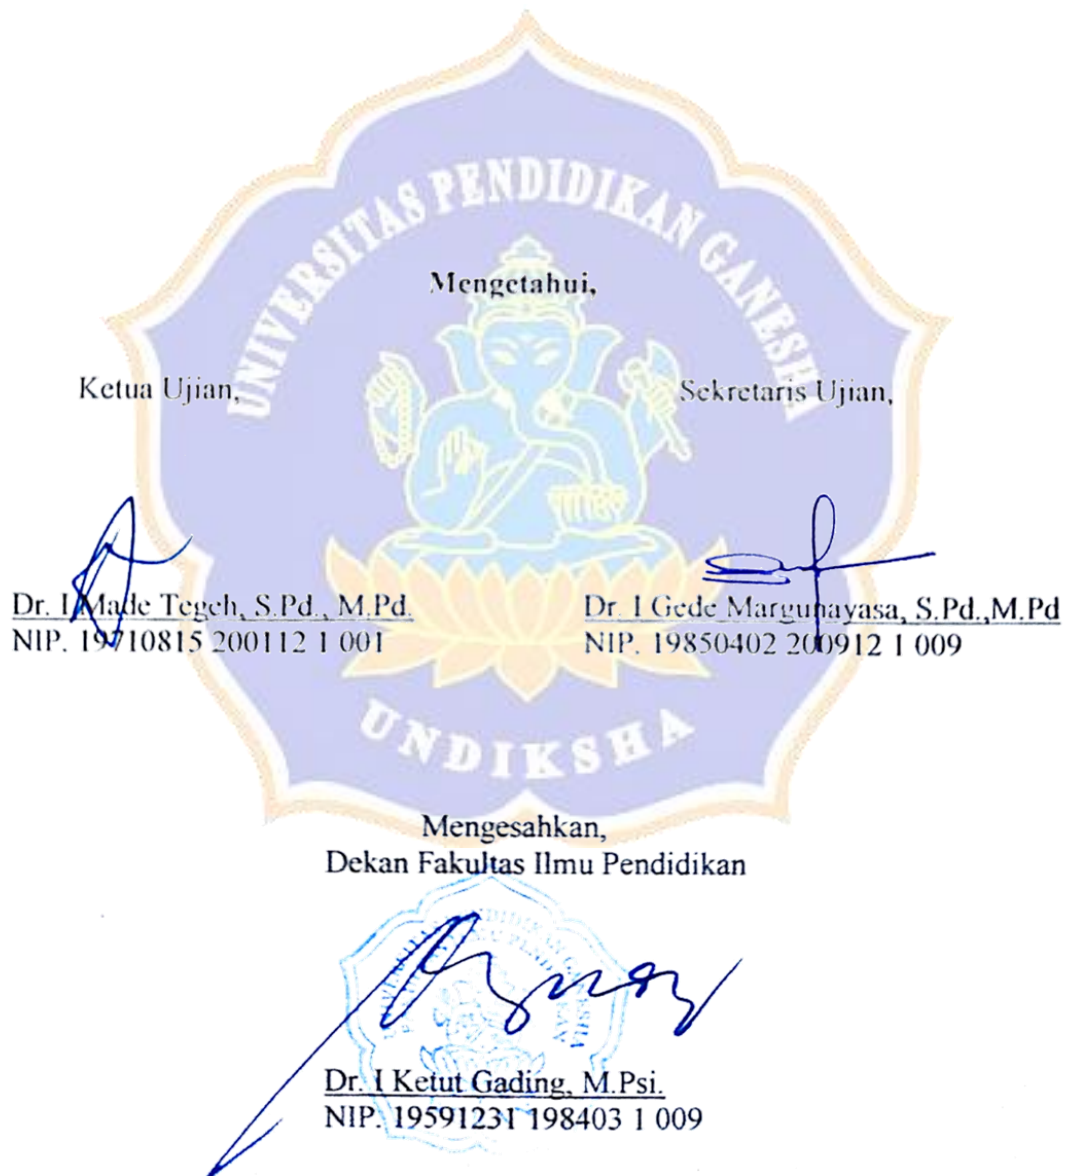 UNIVERSITAS PENDIDIKAN GANESHA
Mengetahui,
Ketua Ujian,
Sekretaris Ujian,
Dr. I Made Tegeh, S.Pd., M.Pd.
NIP. 19710815 200112 1 001
Dr. I Gede Margunayasa, S.Pd.,M.Pd
NIP. 19850402 200912 1 009
UNDIKSHA
Mengesahkan,
Dekan Fakultas Ilmu Pendidikan
Dr. I Ketut Gading, M.Psi.
NIP. 19591231 198403 1 009